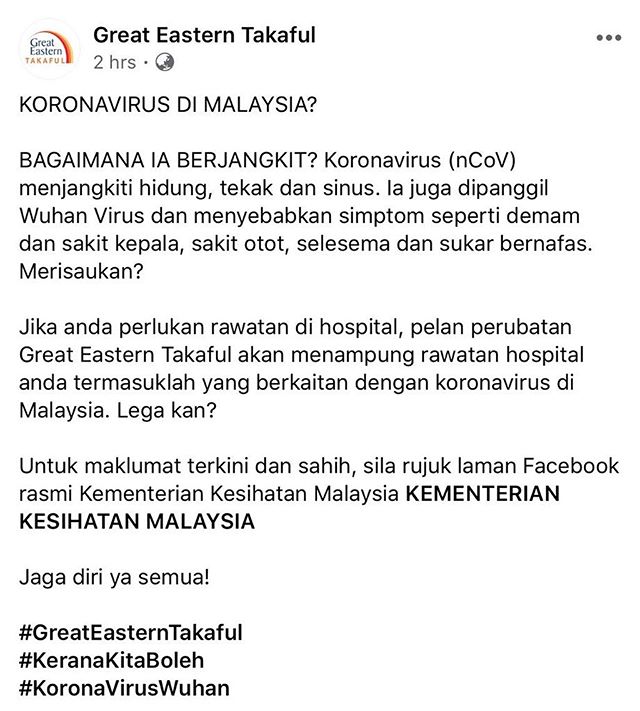 Great
Eastern
TAKAFUL
Great Eastern Takaful
2 hrs ·
KORONAVIRUS DI MALAYSIA?
BAGAIMANA IA BERJANGKIT? Koronavirus (nCoV)
menjangkiti hidung, tekak dan sinus. Ia juga dipanggil
Wuhan Virus dan menyebabkan simptom seperti demam
dan sakit kepala, sakit otot, selesema dan sukar bernafas.
Merisaukan?
Jika anda perlukan rawatan di hospital, pelan perubatan
Great Eastern Takaful akan menampung rawatan hospital
anda termasuklah yang berkaitan dengan koronavirus di
Malaysia. Lega kan?
Untuk maklumat terkini dan sahih, sila rujuk laman Facebook
rasmi Kementerian Kesihatan Malaysia KEMENTERIAN
KESIHATAN MALAYSIA
Jaga diri ya semua!
#GreatEasternTakaful
#KeranaKitaBoleh
#KoronaVirusWuhan